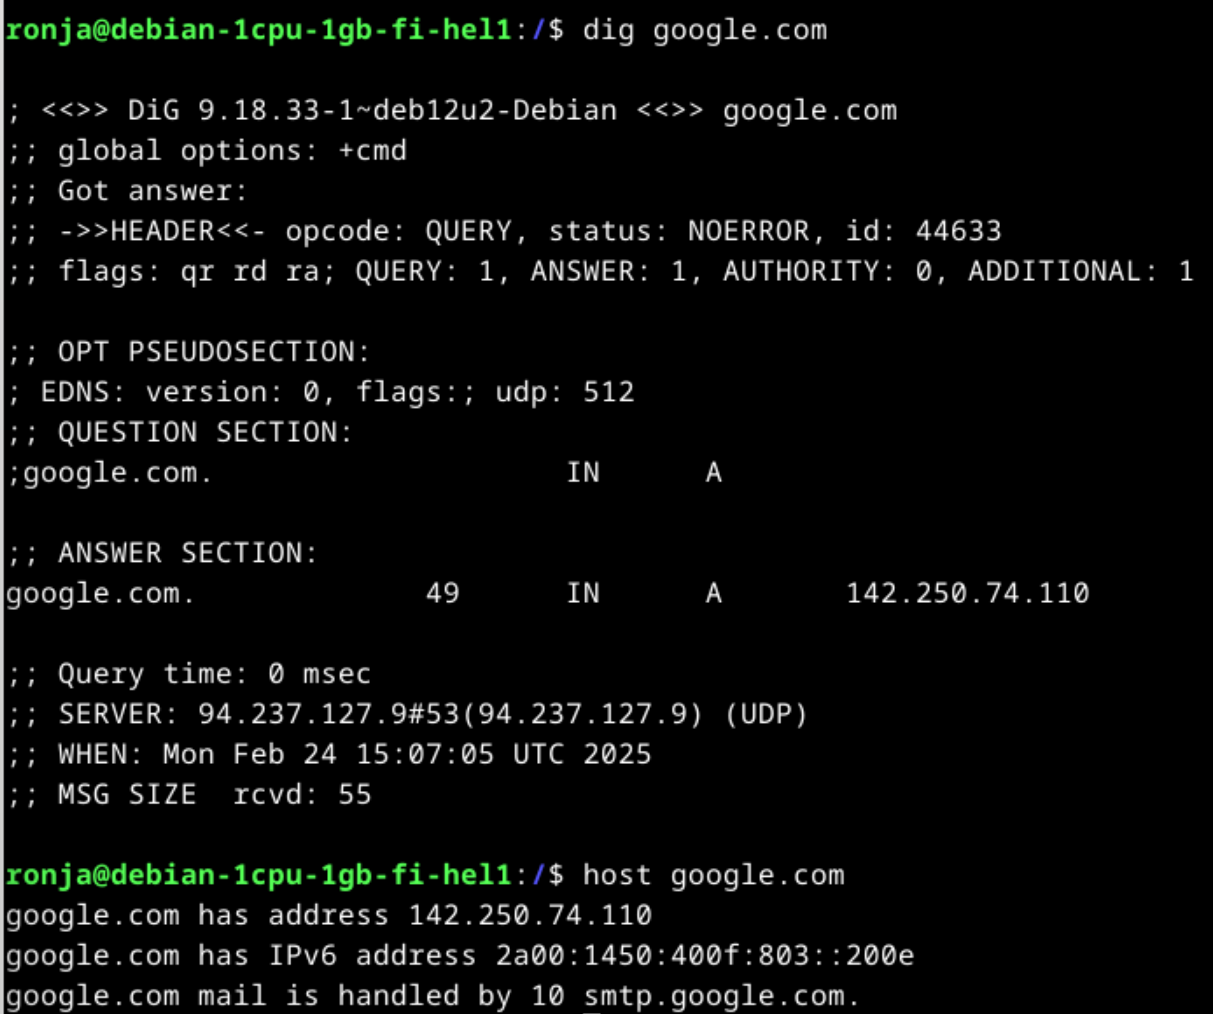 ronja@debian-1cpu-1gb-fi-hel1:/$ dig google.com
; <<>> DiG 9.18.33-1~deb12u2-Debian <<>> google.com
;; global options: +cmd
;; Got answer:
;; ->>HEADER<<- opcode: QUERY, status: NOERROR, id: 44633
;; flags: qr rd ra; QUERY: 1, ANSWER: 1, AUTHORITY: 0, ADDITIONAL: 1
;; OPT PSEUDOSECTION:
; EDNS: version: 0, flags:; udp: 512
;; QUESTION SECTION:
;google.com. IN A
;; ANSWER SECTION:
google.com. 49 IN A 142.250.74.110
;; Query time: 0 msec
;; SERVER: 94.237.127.9#53(94.237.127.9) (UDP)
;; WHEN: Mon Feb 24 15:07:05 UTC 2025
;; MSG SIZE  rcvd: 55
ronja@debian-1cpu-1gb-fi-hel1:/$ host google.com
google.com has address 142.250.74.110
google.com has IPv6 address 2a00:1450:400f:803::200e
google.com mail is handled by 10 smtp.google.com.